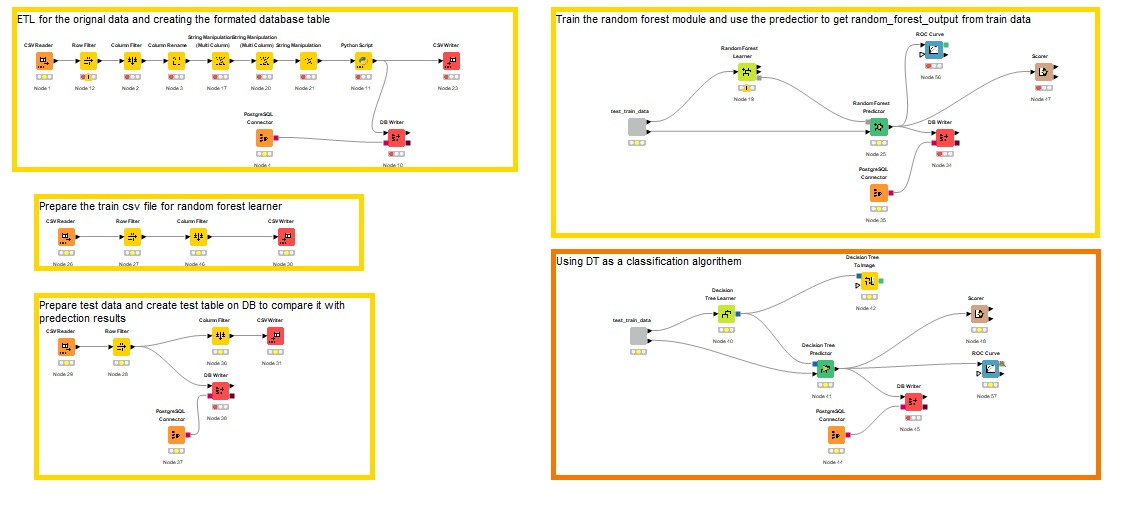 ETL for the orignal data and creating the formated database table
CSV Reader
Row Filter
Column Filter
Column Rename
String Manipulation
(Multi Column)
String Manipulation
(Multi Column)
String Manipulation
Python Script
CSV Writer
Node 1
Node 12
Node 2
Node 3
Node 17
Node 20
Node 21
Node 11
Node 23
PostgreSQL
Connector
DB Writer
Node 4
Node 10
Prepare the train csv file for random forest learner
CSV Reader
Row Filter
Column Filter
CSV Writer
Node 26
Node 27
Node 46
Node 30
Prepare test data and create test table on DB to compare it with
predection results
CSV Reader
Row Filter
Column Filter
CSV Writer
Node 29
Node 28
Node 36
Node 31
DB Writer
Node 38
PostgreSQL
Connector
Node 37
Train the random forest module and use the predector to get random_forest_output from train data
ROC Curve
Node 56
Random Forest
Learner
Node 19
Scorer
Node 47
test_train_data
Random Forest
Predictor
Node 25
DB Writer
Node 34
PostgreSQL
Connector
Node 35
Using DT as a classification algorithem
Decision Tree
To Image
Node 42
Decision
Tree Learner
Node 40
Scorer
Node 48
test_train_data
Decision Tree
Predictor
Node 41
ROC Curve
Node 57
DB Writer
Node 45
PostgreSQL
Connector
Node 44